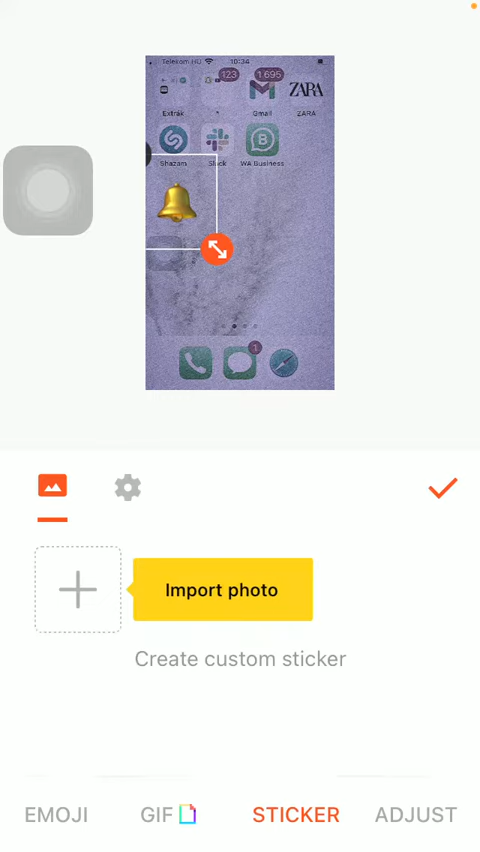 Telekom HU 10:34
123 1 695 ZARA
Extrák * Gmail ZARA
B
Shazam Slack WA Business
1
Import photo
Create custom sticker
EMOJI GIF STICKER ADJUST